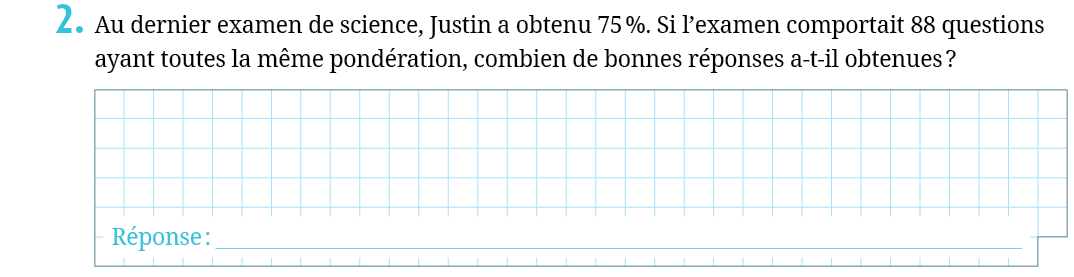 2. Au dernier examen de science, Justin a obtenu 75 %. Si l’examen comportait 88 questions
ayant toutes la même pondération, combien de bonnes réponses a-t-il obtenues ?
Réponse :